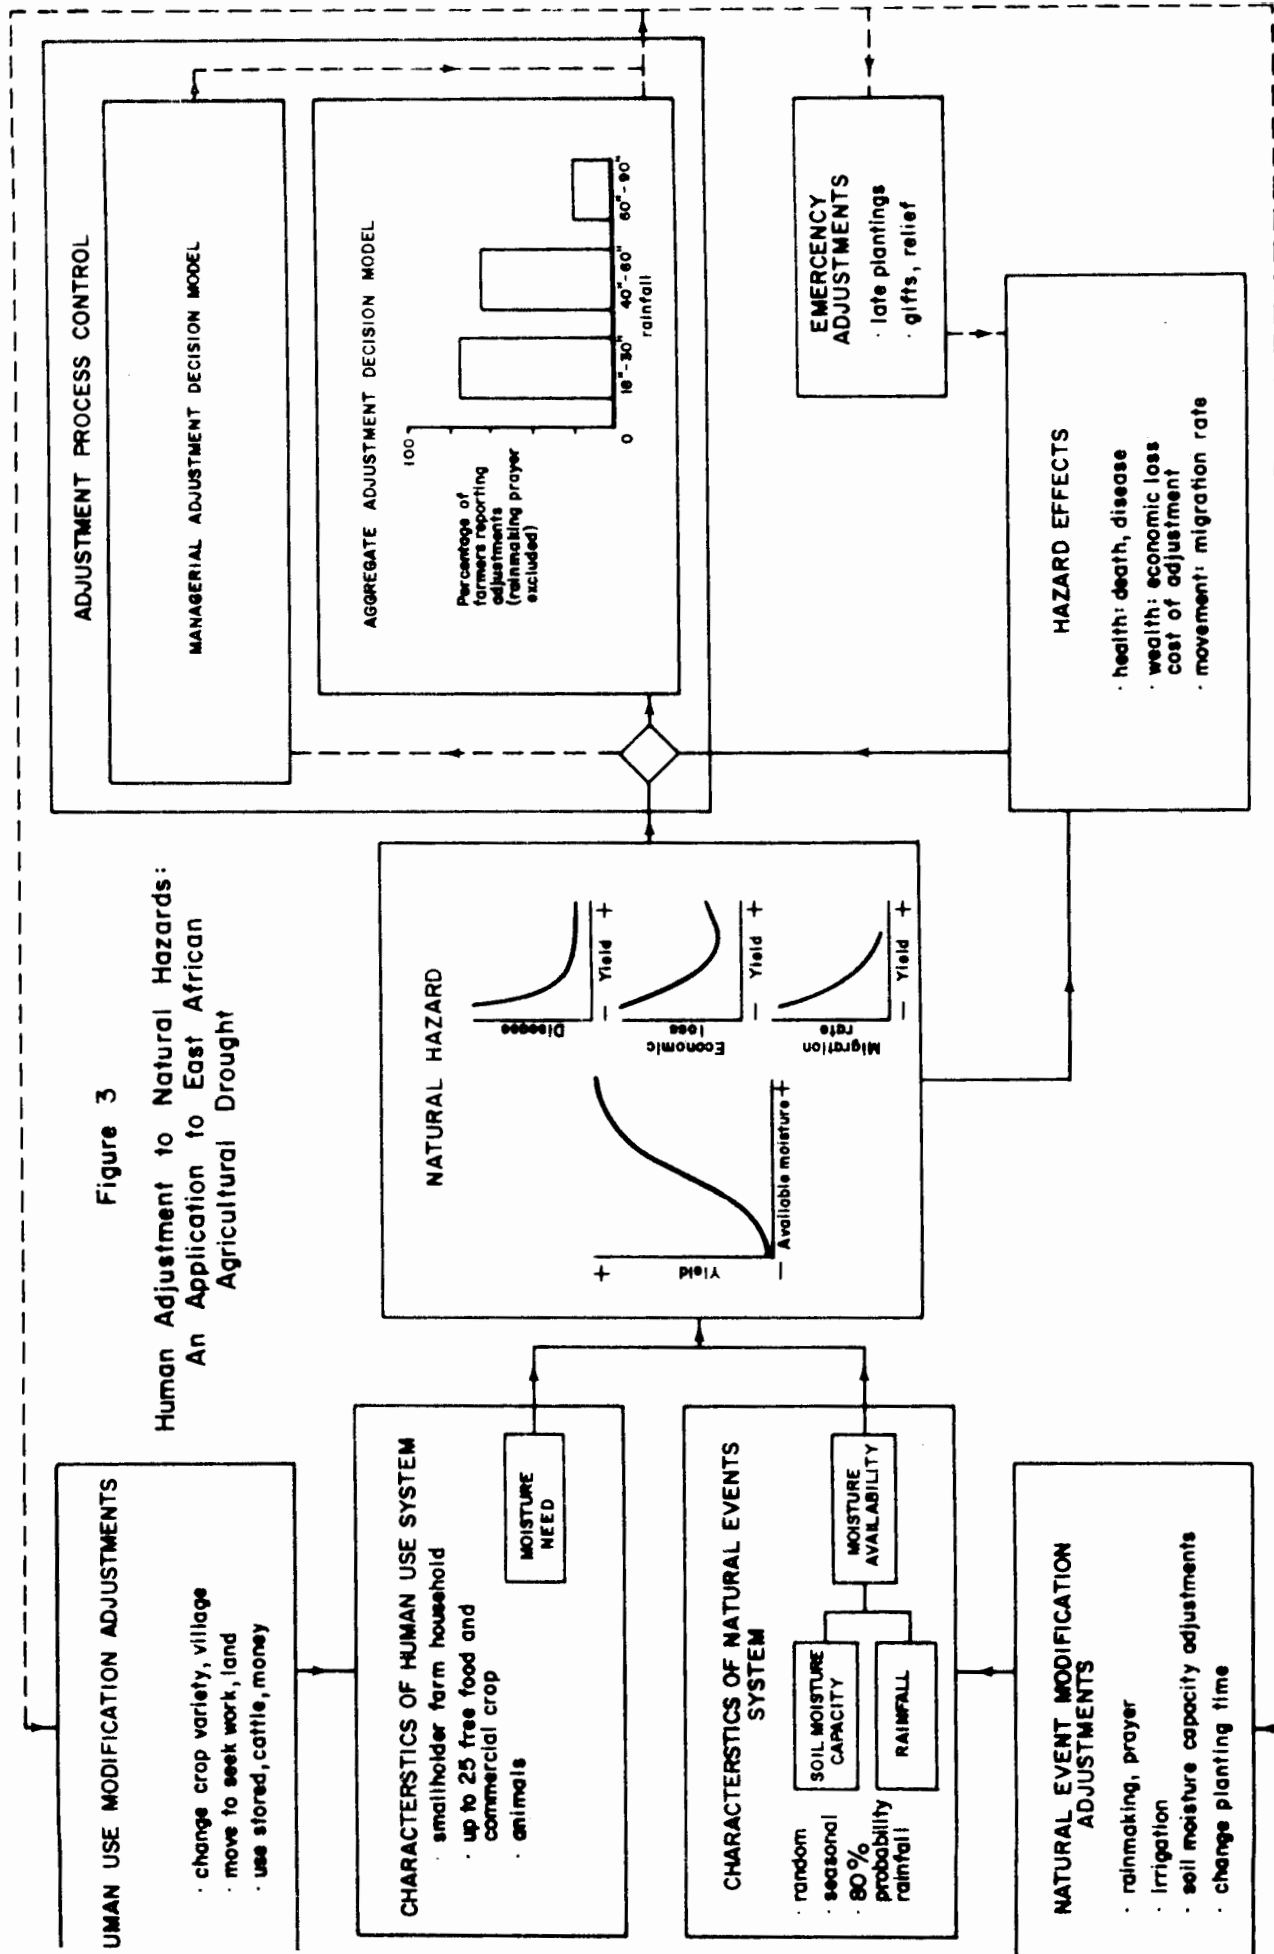 Figure 3
Human Adjustment to Natural Hazards:
An Application to East African
Agricultural Drought
UMAN USE MODIFICATION ADJUSTMENTS
· change crop variety, village
· move to seek work, land
· use stored, cattle, money
CHARACTERSTICS OF HUMAN USE SYSTEM
· smallholder farm household
· up to 25 free food and
commercial crop
· animals
MOISTURE
NEED
CHARACTERSTICS OF NATURAL EVENTS
SYSTEM
· random
· seasonal
· 80%
probability
rainfall
SOIL MOISTURE
CAPACITY
RAINFALL
MOISTURE
AVAILABILITY
NATURAL EVENT MODIFICATION
ADJUSTMENTS
· rainmaking, prayer
· irrigation
· soil moisture capacity adjustments
· change planting time
NATURAL HAZARD
+
Yield
−
Available moisture +
Disease
− Yield +
Economic
loss
− Yield +
Migration
rate
− Yield +
ADJUSTMENT PROCESS CONTROL
MANAGERIAL ADJUSTMENT DECISION MODEL
AGGREGATE ADJUSTMENT DECISION MODEL
Percentage of
farmers reporting
adjustments
(rainmaking prayer
excluded)
100
0
18"-30"
40"-60"
60"-90"
rainfall
EMERCENCY
ADJUSTMENTS
· late plantings
· gifts, relief
HAZARD EFFECTS
· health: death, disease
· wealth: economic loss
cost of adjustment
· movement: migration rate